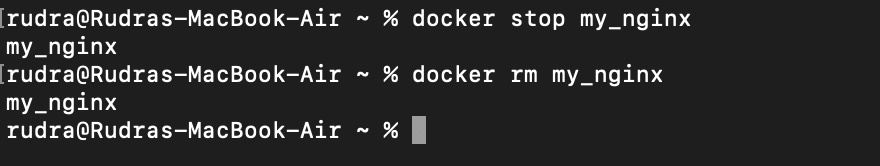 [rudra@Rudras-MacBook-Air ~ % docker stop my_nginx
my_nginx
[rudra@Rudras-MacBook-Air ~ % docker rm my_nginx
my_nginx
rudra@Rudras-MacBook-Air ~ %